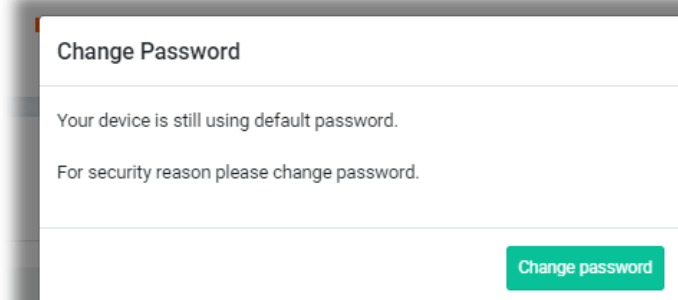 Change Password
Your device is still using default password.
For security reason please change password.
Change password